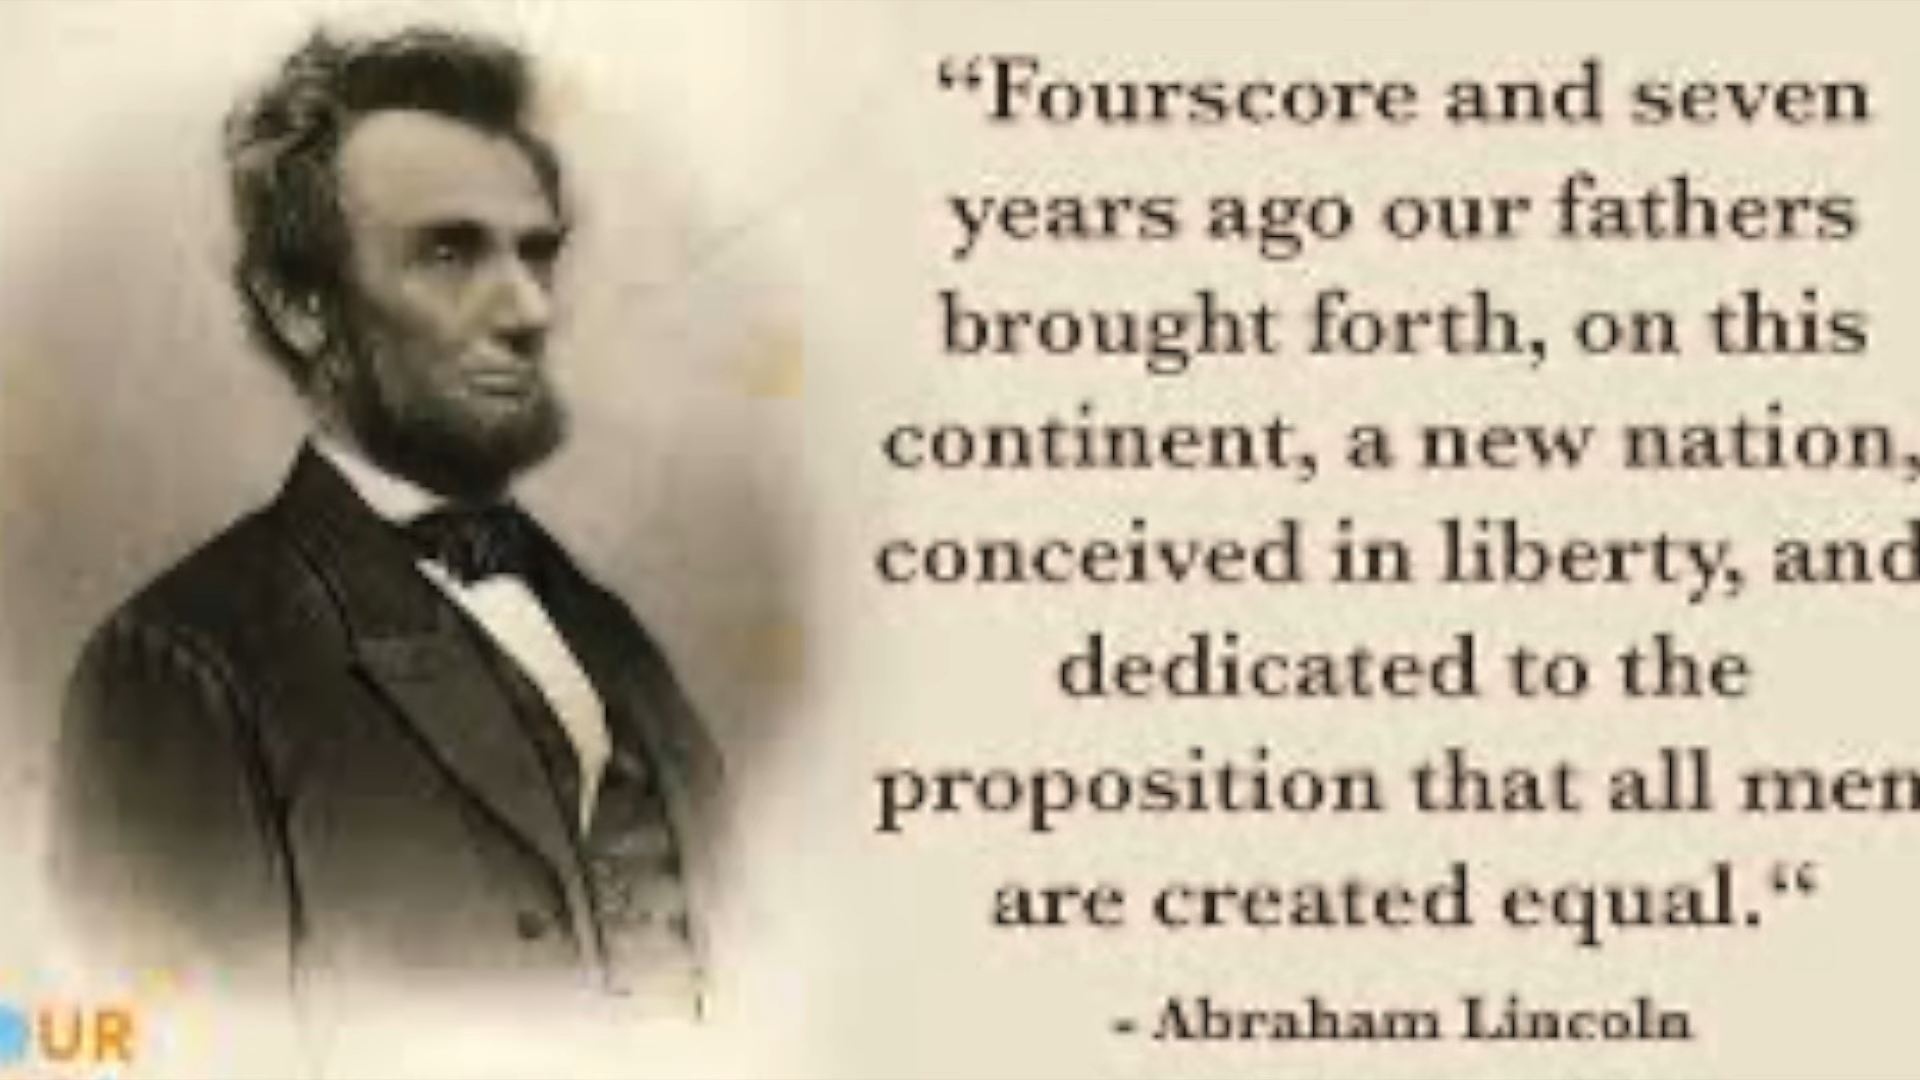 “Fourscore and seven
years ago our fathers
brought forth, on this
continent, a new nation,
conceived in liberty, and
dedicated to the
proposition that all men
are created equal.“
- Abraham Lincoln
UR